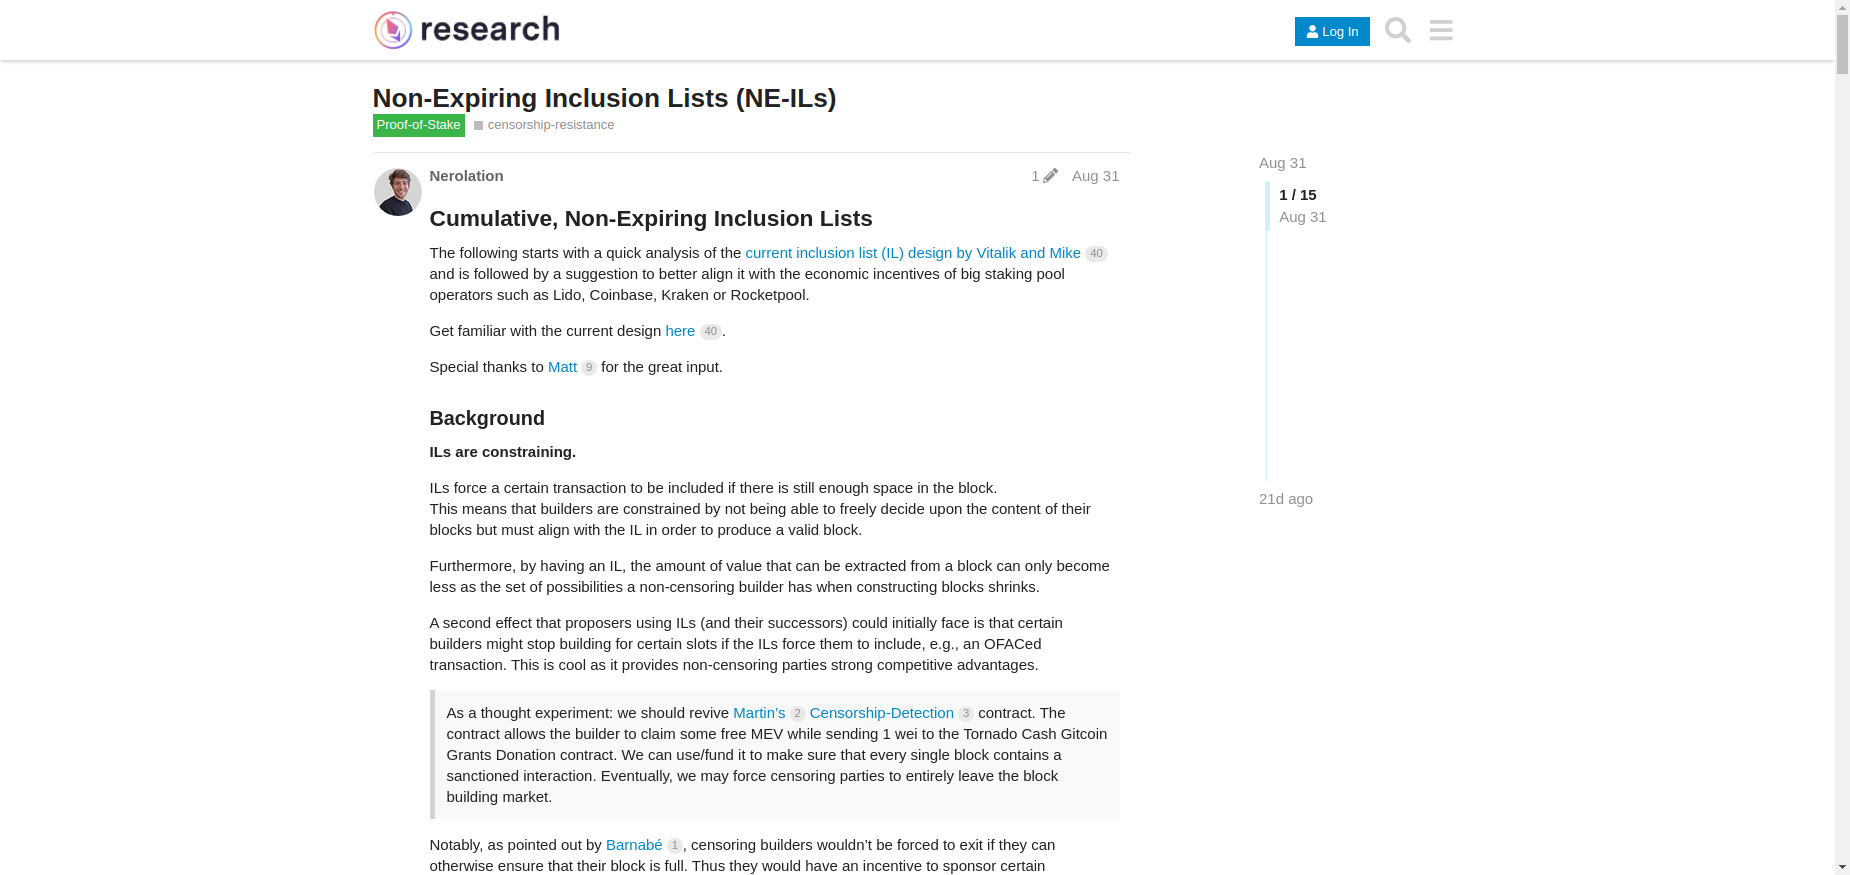 research
Log In
Non-Expiring Inclusion Lists (NE-ILs)
Proof-of-Stake censorship-resistance
Nerolation 1 Aug 31
Cumulative, Non-Expiring Inclusion Lists
The following starts with a quick analysis of the current inclusion list (IL) design by Vitalik and Mike 40
and is followed by a suggestion to better align it with the economic incentives of big staking pool
operators such as Lido, Coinbase, Kraken or Rocketpool.
Get familiar with the current design here 40.
Special thanks to Matt 9 for the great input.
Background
ILs are constraining.
ILs force a certain transaction to be included if there is still enough space in the block.
This means that builders are constrained by not being able to freely decide upon the content of their
blocks but must align with the IL in order to produce a valid block.
Furthermore, by having an IL, the amount of value that can be extracted from a block can only become
less as the set of possibilities a non-censoring builder has when constructing blocks shrinks.
A second effect that proposers using ILs (and their successors) could initially face is that certain
builders might stop building for certain slots if the ILs force them to include, e.g., an OFACed
transaction. This is cool as it provides non-censoring parties strong competitive advantages.
As a thought experiment: we should revive Martin's 2 Censorship-Detection 3 contract. The
contract allows the builder to claim some free MEV while sending 1 wei to the Tornado Cash Gitcoin
Grants Donation contract. We can use/fund it to make sure that every single block contains a
sanctioned interaction. Eventually, we may force censoring parties to entirely leave the block
building market.
Notably, as pointed out by Barnabé 1, censoring builders wouldn't be forced to exit if they can
otherwise ensure that their block is full. Thus they would have an incentive to sponsor certain
Aug 31
1 / 15
Aug 31
21d ago